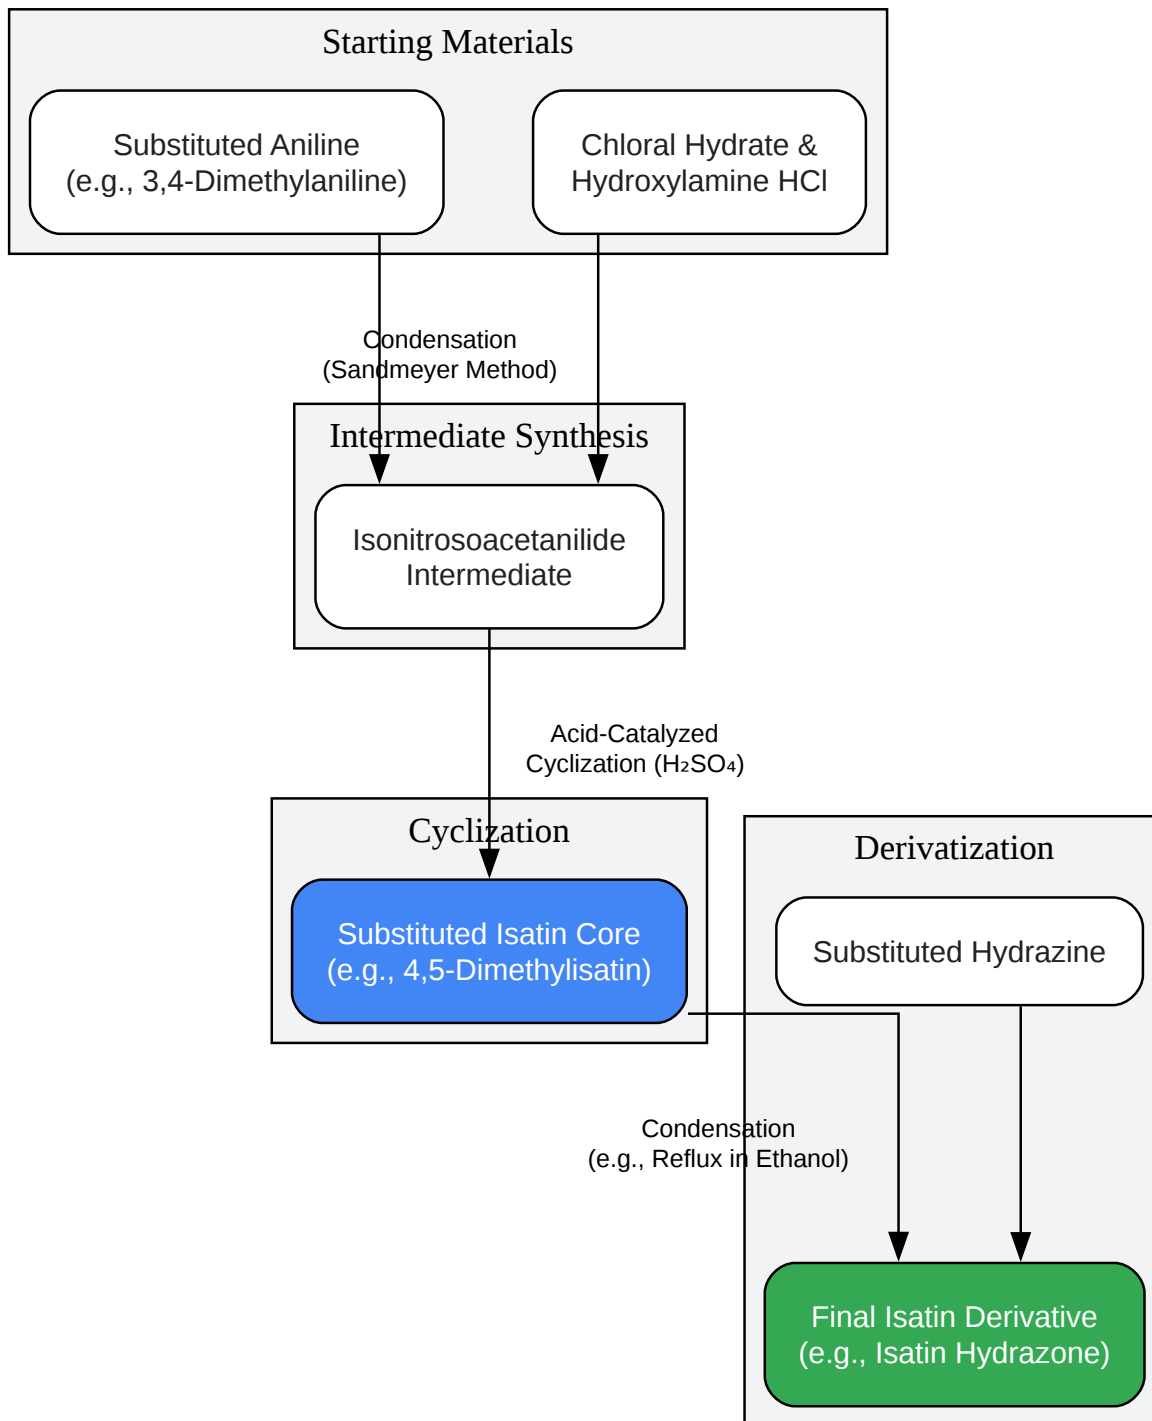 Starting Materials
Substituted Aniline
(e.g., 3,4-Dimethylaniline)
Chloral Hydrate &
Hydroxylamine HCl
Condensation
(Sandmeyer Method)
Intermediate Synthesis
Isonitrosoacetanilide
Intermediate
Acid-Catalyzed
Cyclization (H₂SO₄)
Cyclization
Substituted Isatin Core
(e.g., 4,5-Dimethylisatin)
Derivatization
Substituted Hydrazine
Condensation
(e.g., Reflux in Ethanol)
Final Isatin Derivative
(e.g., Isatin Hydrazone)